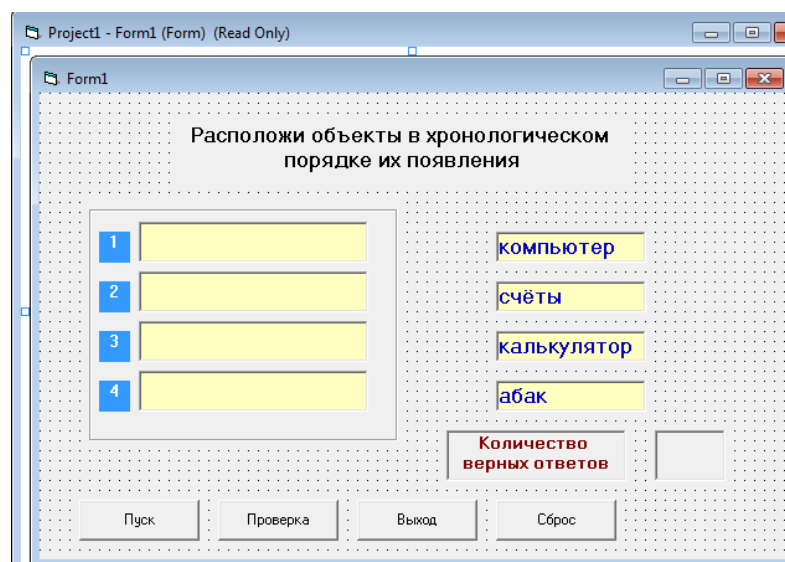 Project1 - Form1 (Form) (Read Only)
Form1
Расположи объекты в хронологическом
порядке их появления
1
компьютер
2
счёты
3
калькулятор
4
абак
Количество
верных ответов
Пуск
Проверка
Выход
Сброс